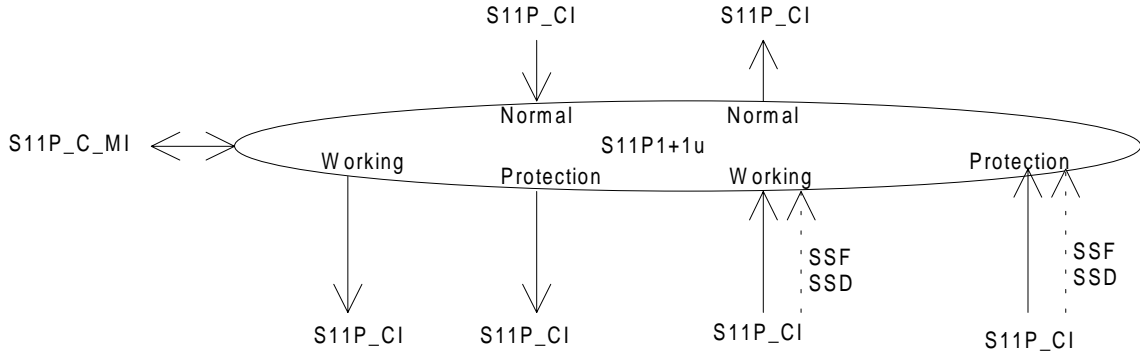 S11P_CI
S11P_CI
Normal
Normal
S11P_C_MI
S11P1+1u
Working
Protection
Working
Protection
SSF
SSD
SSF
SSD
S11P_CI
S11P_CI
S11P_CI
S11P_CI